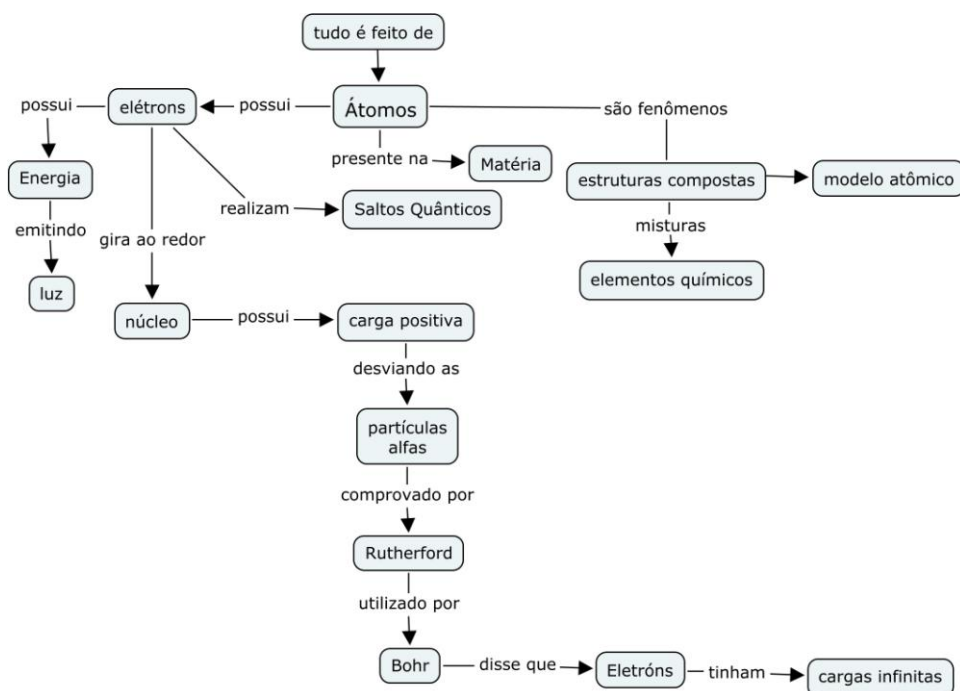 tudo é feito de
possui
elétrons
possui
Átomos
são fenômenos
presente na
Matéria
Energia
estruturas compostas
modelo atômico
realizam
Saltos Quânticos
emitindo
gira ao redor
misturas
luz
elementos químicos
núcleo
possui
carga positiva
desviando as
partículas
alfas
comprovado por
Rutherford
utilizado por
Bohr
disse que
Eletróns
tinham
cargas infinitas